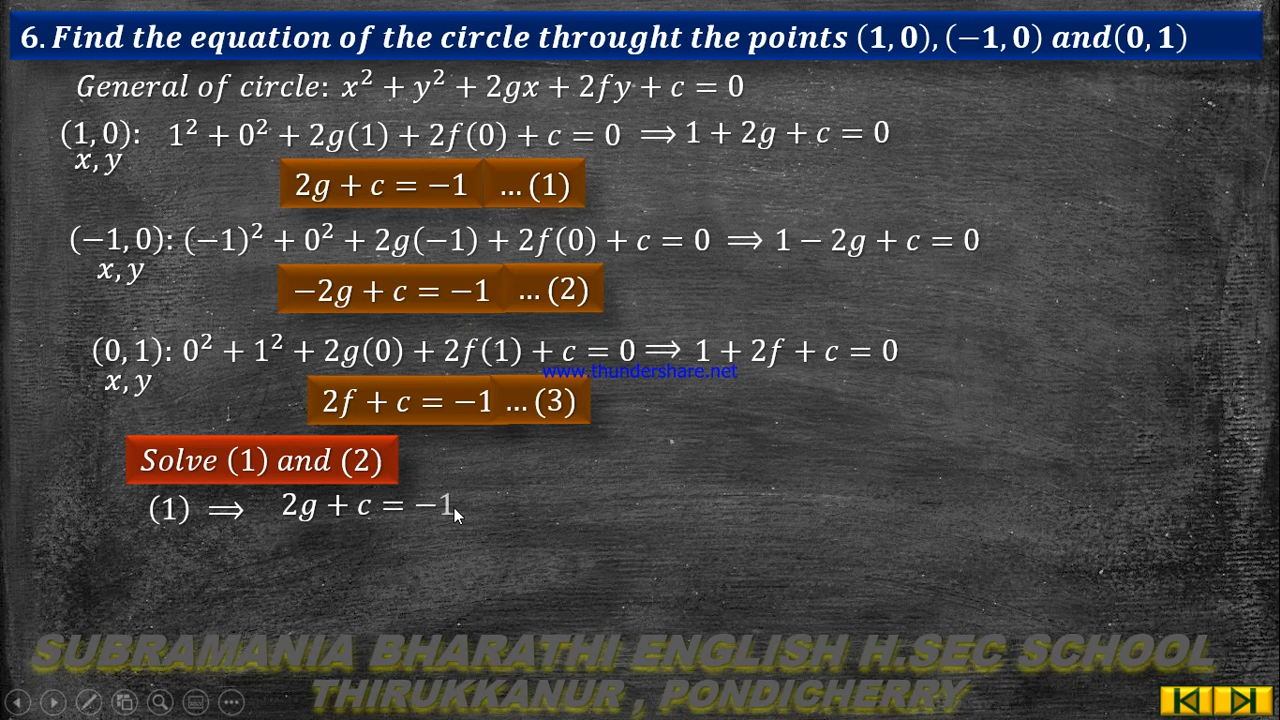 6. Find the equation of the circle throught the points (1, 0), (−1, 0) and(0, 1)
General of circle: x² + y² + 2gx + 2fy + c = 0
(1, 0): 1² + 0² + 2g(1) + 2f(0) + c = 0 ⟹ 1 + 2g + c = 0
x, y
2g + c = −1 … (1)
(−1, 0): (−1)² + 0² + 2g(−1) + 2f(0) + c = 0 ⟹ 1 − 2g + c = 0
x, y
−2g + c = −1 … (2)
(0, 1): 0² + 1² + 2g(0) + 2f(1) + c = 0 ⟹ 1 + 2f + c = 0
www.thundershare.net
x, y
2f + c = −1 … (3)
Solve (1) and (2)
(1) ⟹ 2g + c = −1
SUBRAMANIA BHARATHI ENGLISH H.SEC SCHOOL
THIRUKKANUR , PONDICHERRY